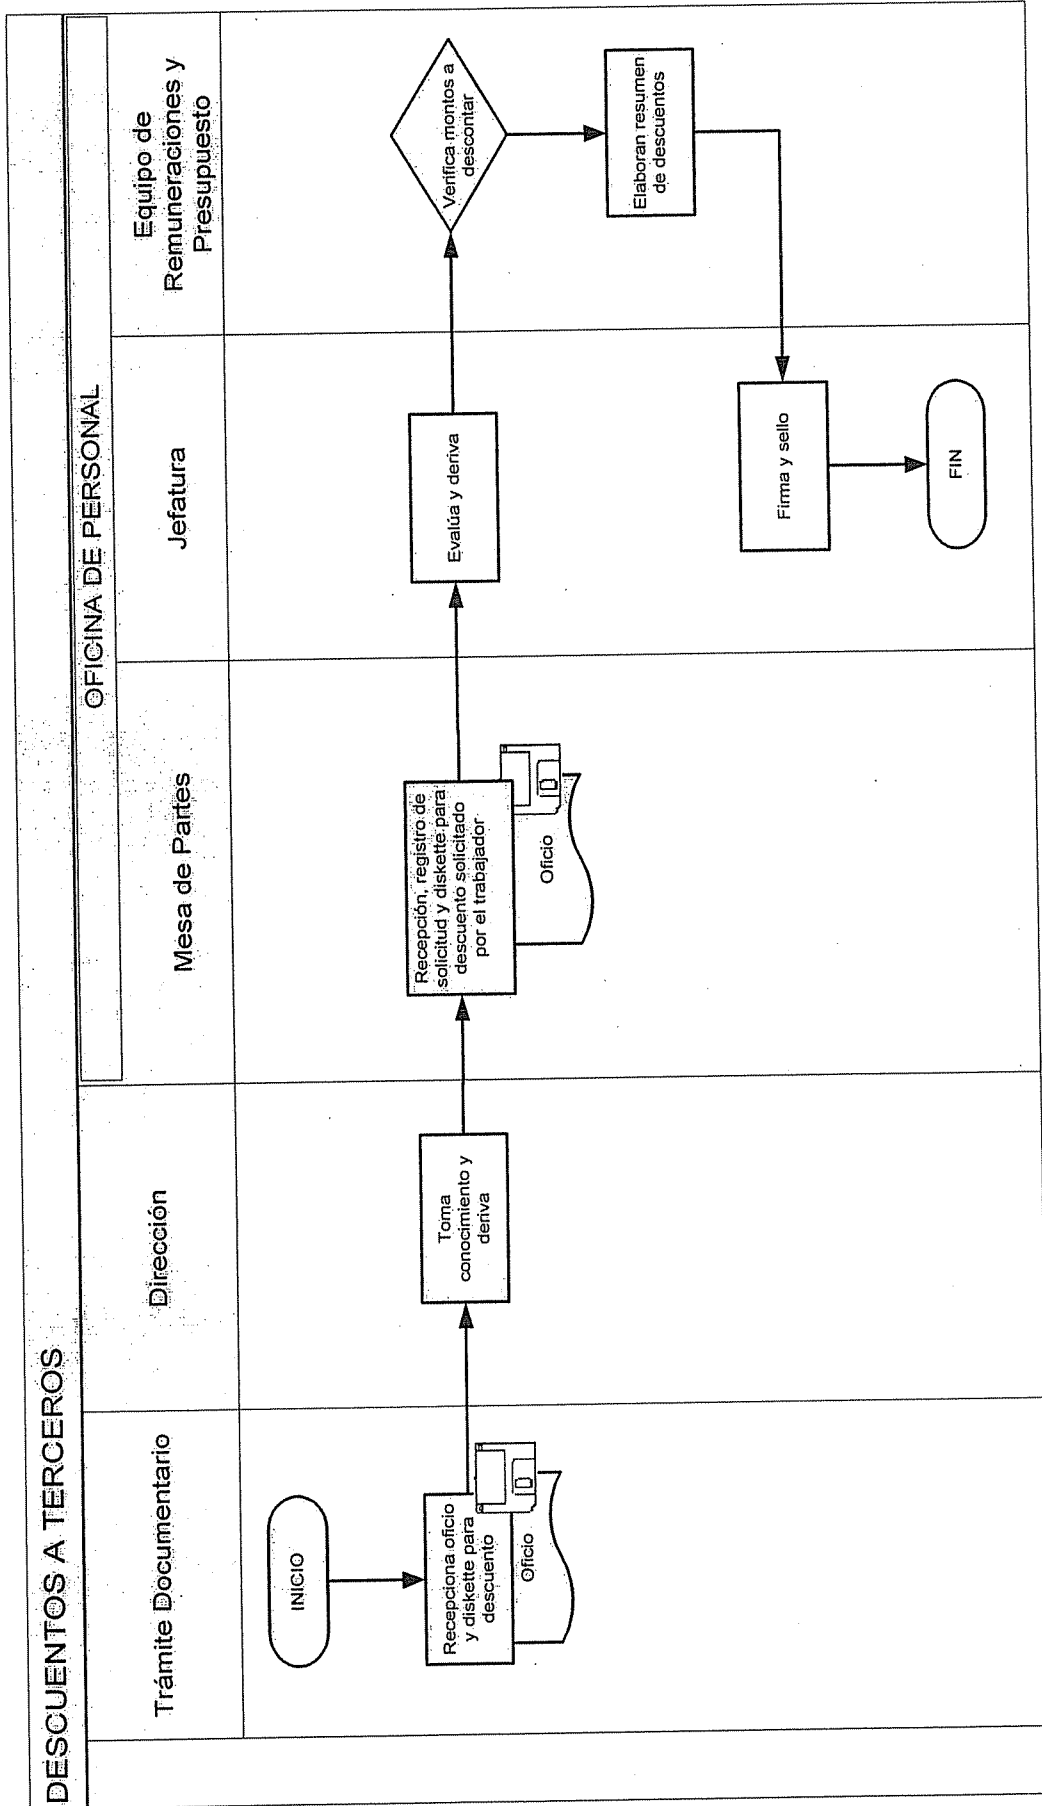 DESCUENTOS A TERCEROS
OFICINA DE PERSONAL
Trámite Documentario
Dirección
Mesa de Partes
Jefatura
Equipo de
Remuneraciones y
Presupuesto
INICIO
Recepciona oficio
y diskette para
descuento
Oficio
Toma
conocimiento y
deriva
Recepción, registro de
solicitud y diskette para
descuento solicitado
por el trabajador
Oficio
Evalúa y deriva
Verifica montos a
descontar
Elaboran resumen
de descuentos
Firma y sello
FIN